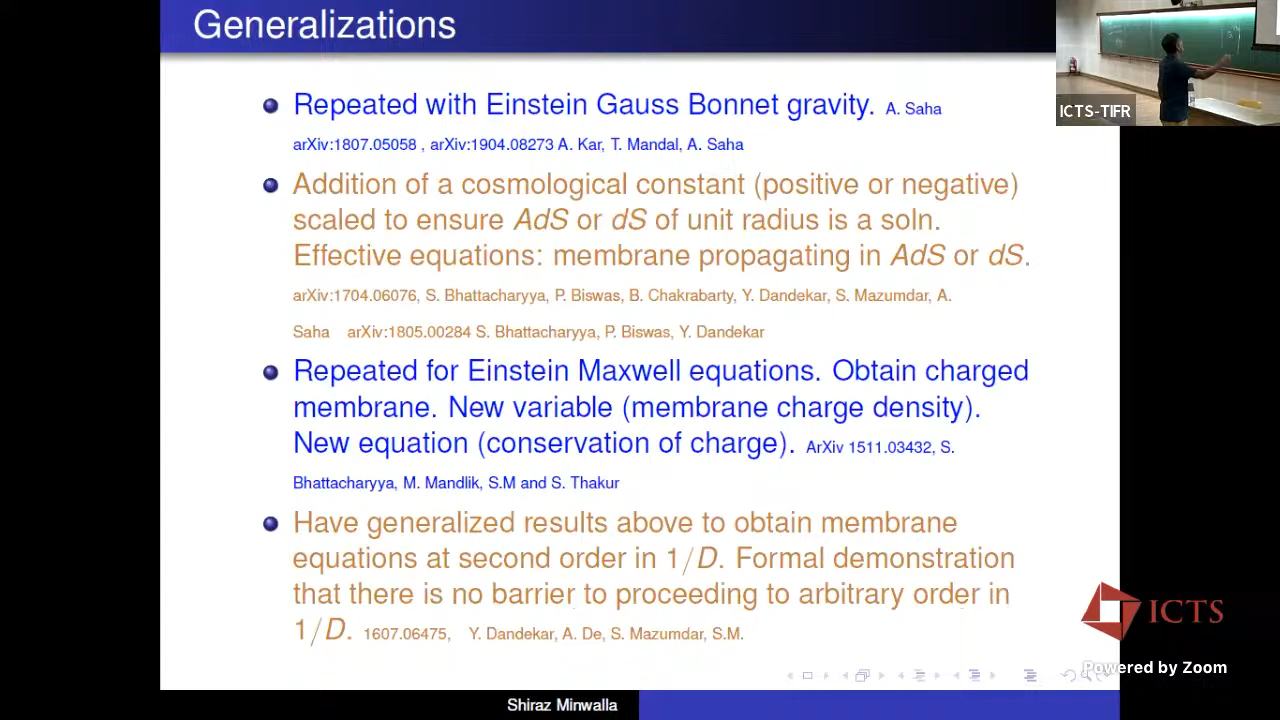 Generalizations
Repeated with Einstein Gauss Bonnet gravity. A. Saha
arXiv:1807.05058 , arXiv:1904.08273 A. Kar, T. Mandal, A. Saha
Addition of a cosmological constant (positive or negative)
scaled to ensure AdS or dS of unit radius is a soln.
Effective equations: membrane propagating in AdS or dS.
arXiv:1704.06076, S. Bhattacharyya, P. Biswas, B. Chakrabarty, Y. Dandekar, S. Mazumdar, A.
Saha arXiv:1805.00284 S. Bhattacharyya, P. Biswas, Y. Dandekar
Repeated for Einstein Maxwell equations. Obtain charged
membrane. New variable (membrane charge density).
New equation (conservation of charge). ArXiv 1511.03432, S.
Bhattacharyya, M. Mandlik, S.M and S. Thakur
Have generalized results above to obtain membrane
equations at second order in 1/D. Formal demonstration
that there is no barrier to proceeding to arbitrary order in
1/D. 1607.06475, Y. Dandekar, A. De, S. Mazumdar, S.M.
Shiraz Minwalla
ICTS-TIFR
ICTS
Powered by Zoom